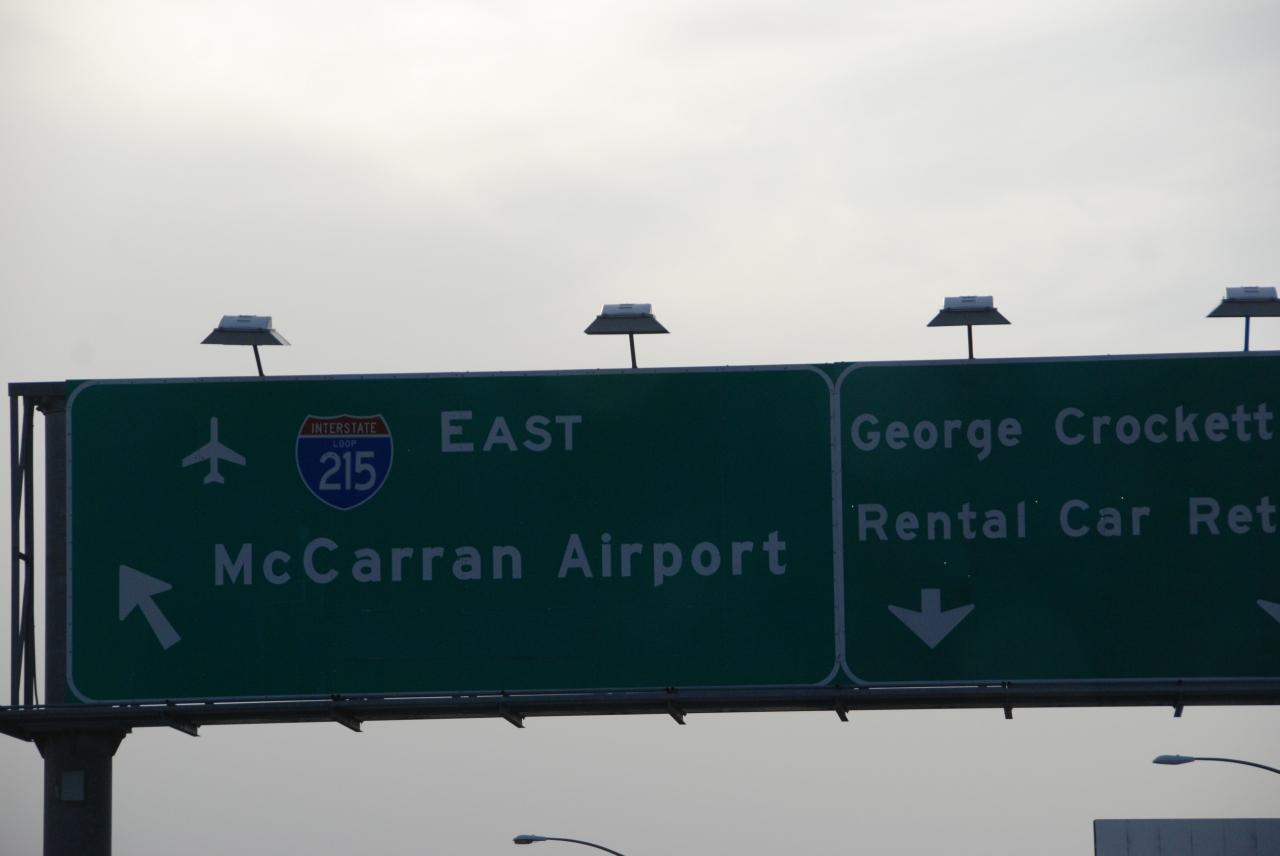 INTERSTATE
LOOP
215
EAST
McCarran Airport
George Crockett
Rental Car Ret